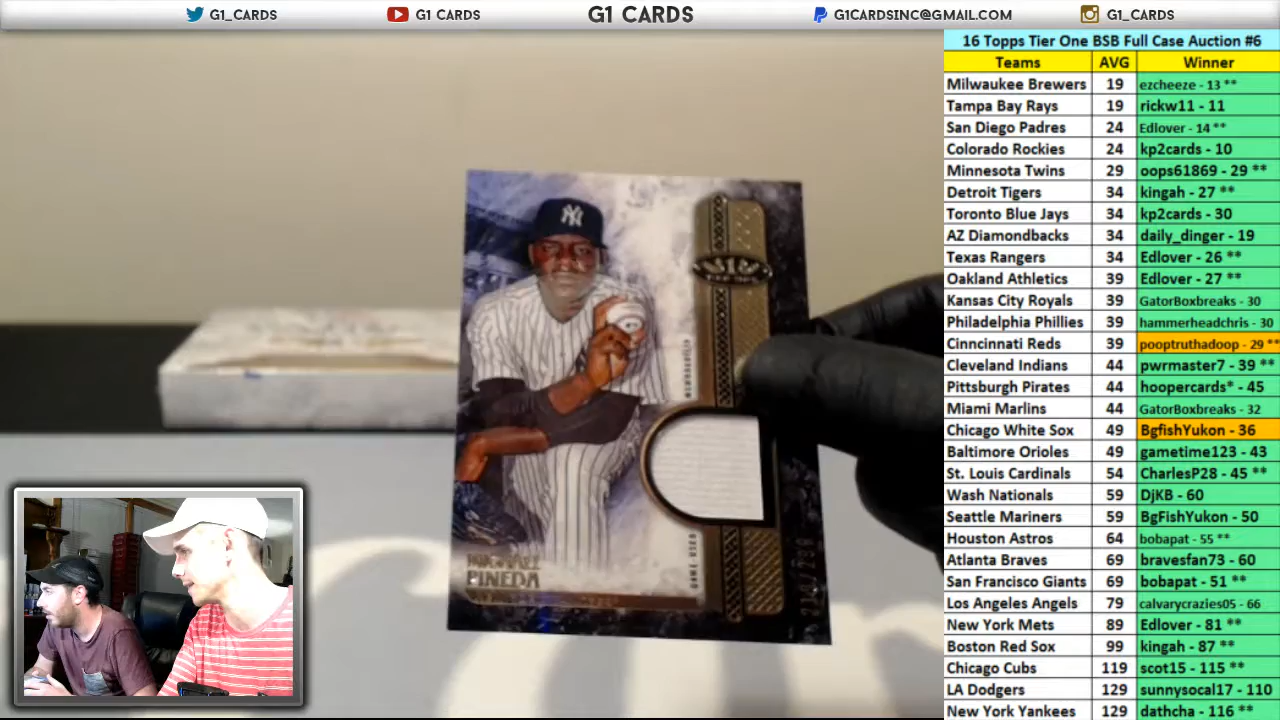 G1_CARDS
G1 CARDS
G1 CARDS
G1CARDSINC@GMAIL.COM
G1_CARDS
16 Topps Tier One BSB Full Case Auction #6
Teams AVG Winner
Milwaukee Brewers 19 ezcheeze - 13 **
Tampa Bay Rays 19 rickw11 - 11
San Diego Padres 24 Edlover - 14 **
Colorado Rockies 24 kp2cards - 10
Minnesota Twins 29 oops61869 - 29 **
Detroit Tigers 34 kingah - 27 **
Toronto Blue Jays 34 kp2cards - 30
AZ Diamondbacks 34 daily_dinger - 19
Texas Rangers 34 Edlover - 26 **
Oakland Athletics 39 Edlover - 27 **
Kansas City Royals 39 GatorBoxbreaks - 30
Philadelphia Phillies 39 hammerheadchris - 30
Cinncinnati Reds 39 pooptruthadoop - 29 **
Cleveland Indians 44 pwrmaster7 - 39 **
Pittsburgh Pirates 44 hoopercards* - 45
Miami Marlins 44 GatorBoxbreaks - 32
Chicago White Sox 49 BgfishYukon - 36
Baltimore Orioles 49 gametime123 - 43
St. Louis Cardinals 54 CharlesP28 - 45 **
Wash Nationals 59 DjKB - 60
Seattle Mariners 59 BgFishYukon - 50
Houston Astros 64 bobapat - 55 **
Atlanta Braves 69 bravesfan73 - 60
San Francisco Giants 69 bobapat - 51 **
Los Angeles Angels 79 calvarycrazies05 - 66
New York Mets 89 Edlover - 81 **
Boston Red Sox 99 kingah - 87 **
Chicago Cubs 119 scot15 - 115 **
LA Dodgers 129 sunnysocal17 - 110
New York Yankees 129 dathcha - 116 **
NY
MICHAEL
PINEDA
GAME USED